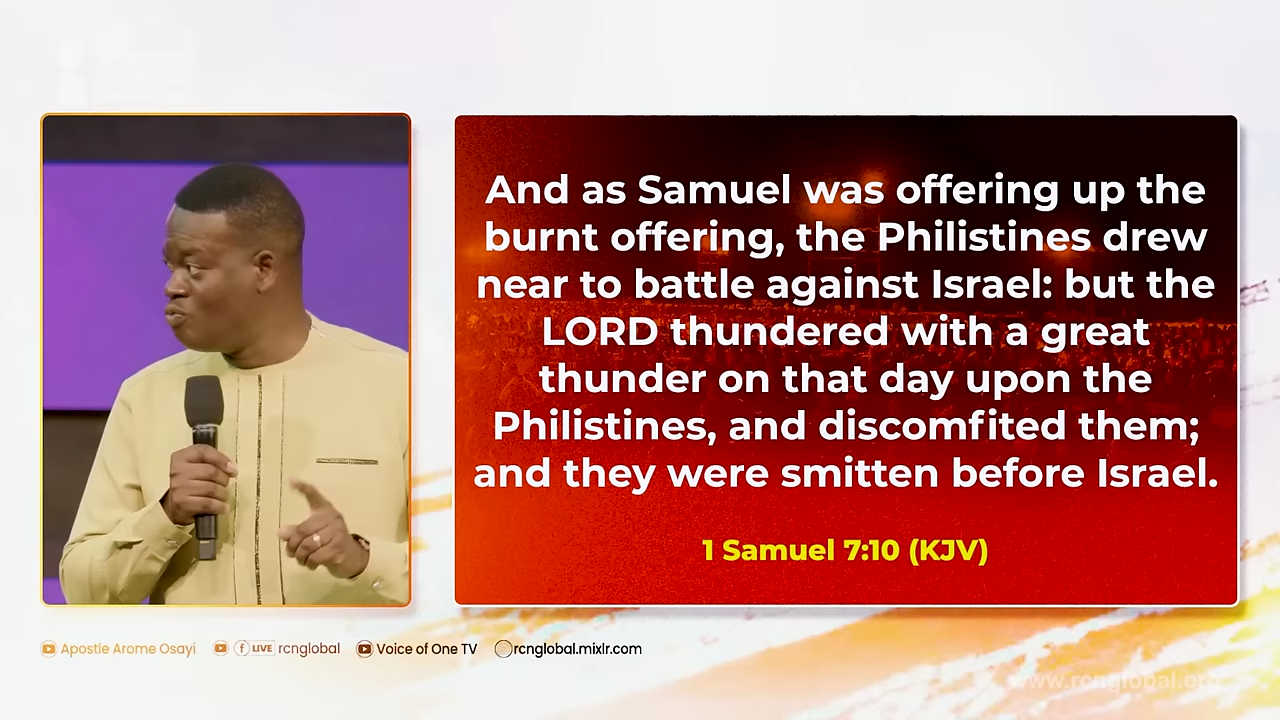 And as Samuel was offering up the
burnt offering, the Philistines drew
near to battle against Israel: but the
LORD thundered with a great
thunder on that day upon the
Philistines, and discomfited them;
and they were smitten before Israel.
1 Samuel 7:10 (KJV)
Apostle Arome Osayi f LIVE rcnglobal Voice of One TV rcnglobal.mixlr.com
www.rcnglobal.org